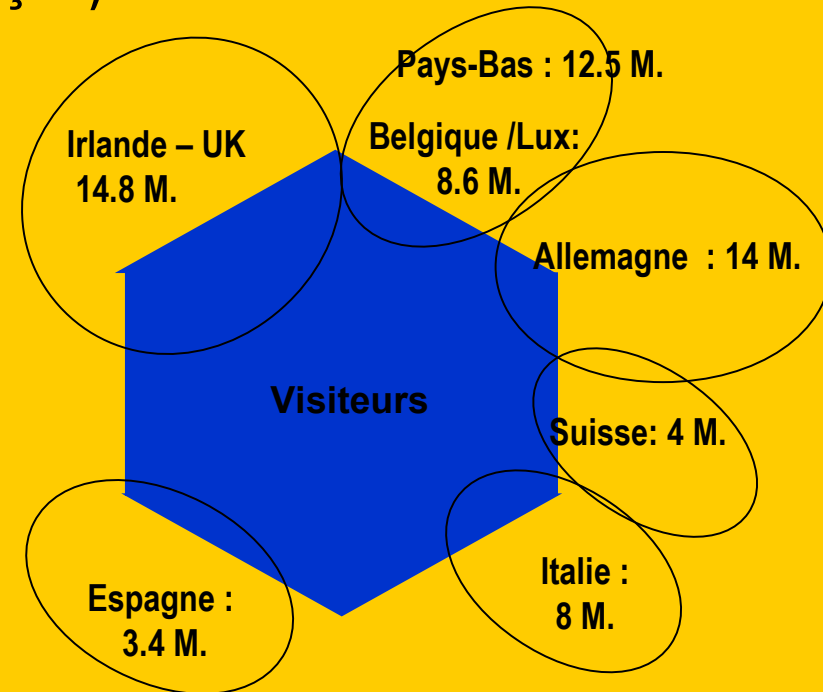 Pays-Bas : 12.5 M.
Irlande – UK
14.8 M.
Belgique /Lux:
8.6 M.
Allemagne : 14 M.
Visiteurs
Suisse: 4 M.
Italie :
8 M.
Espagne :
3.4 M.